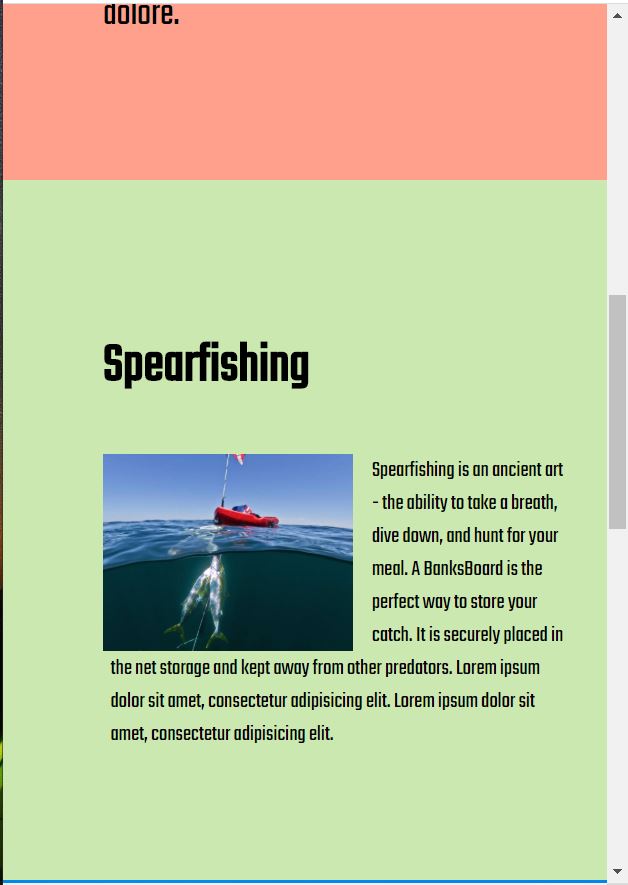 dolore.
Spearfishing
Spearfishing is an ancient art
- the ability to take a breath,
dive down, and hunt for your
meal. A BanksBoard is the
perfect way to store your
catch. It is securely placed in
the net storage and kept away from other predators. Lorem ipsum
dolor sit amet, consectetur adipisicing elit. Lorem ipsum dolor sit
amet, consectetur adipisicing elit.